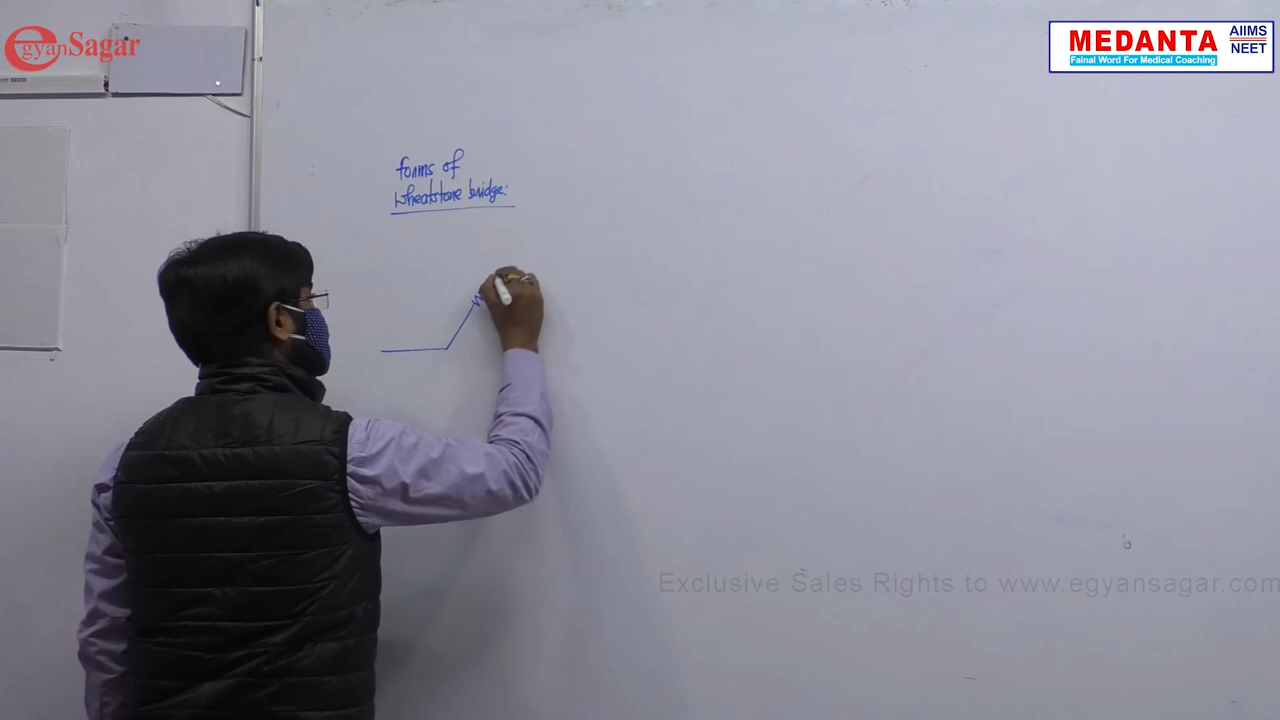 egyanSagar
MEDANTA
Fainal Word For Medical Coaching
AIIMS
NEET
forms of
wheatstone bridge:
Exclusive Sales Rights to www.egyansagar.com